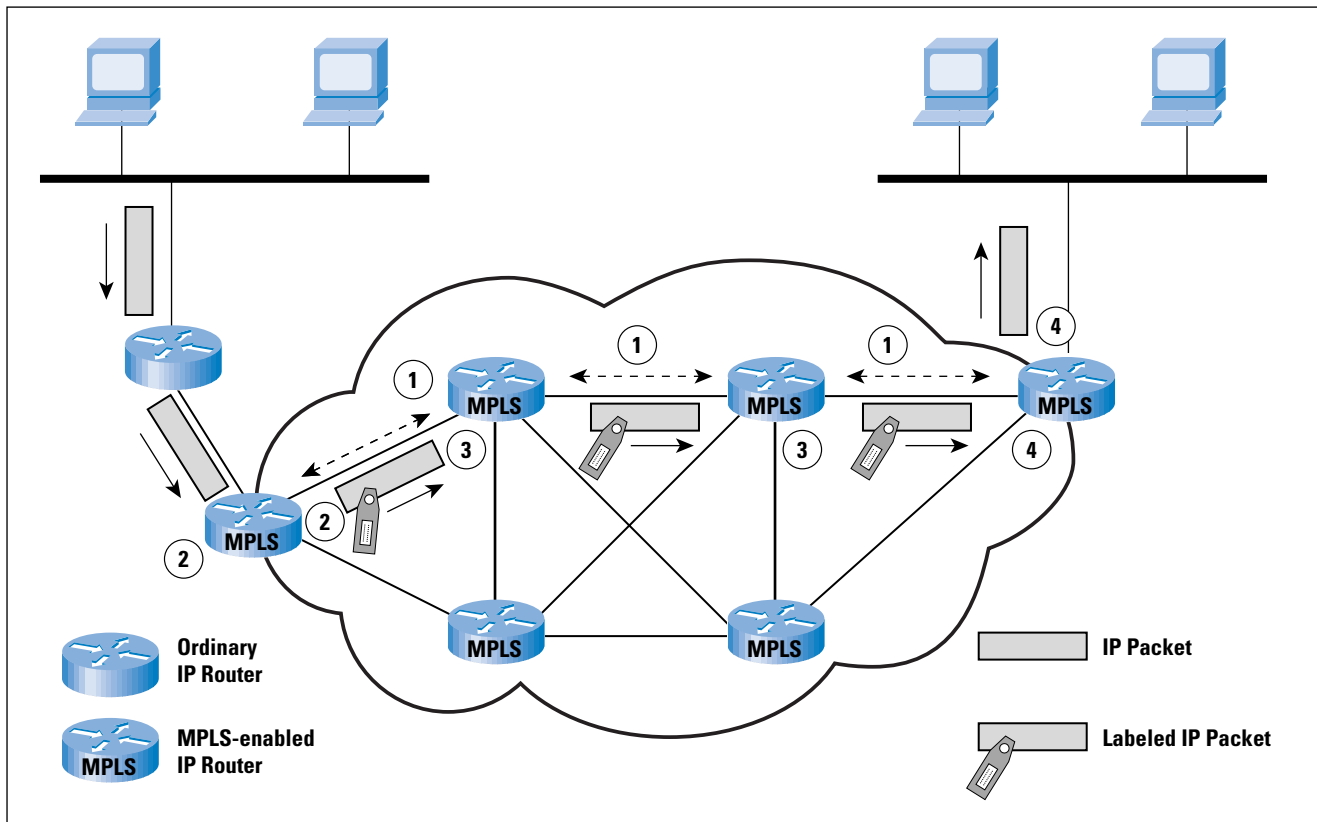 4
1
1
1
MPLS
MPLS
MPLS
3
3
4
2
MPLS
2
MPLS
MPLS
Ordinary
IP Router
IP Packet
MPLS
MPLS-enabled
IP Router
Labeled IP Packet